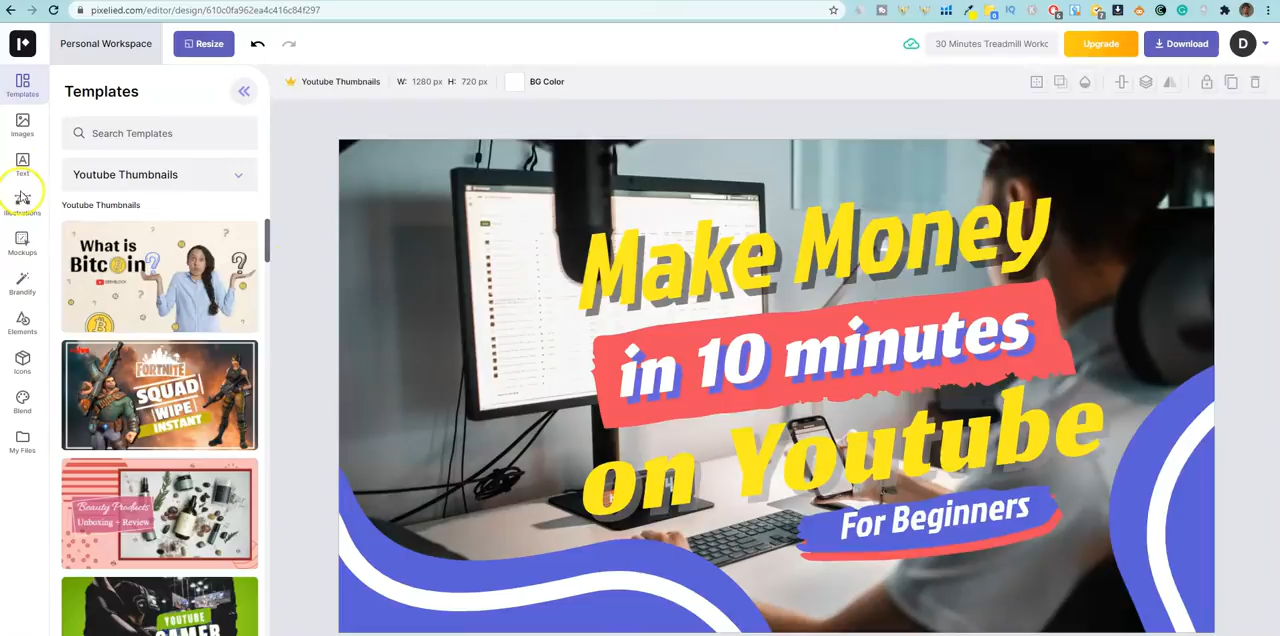 pixelied.com/editor/design/610c0fa962ea4c416c84f297
Personal Workspace
Resize
30 Minutes Treadmill Workc
Upgrade
Download
D
Templates
Images
Text
Illustrations
Mockups
Brandify
Elements
Icons
Blend
My Files
Templates
Search Templates
Youtube Thumbnails
Youtube Thumbnails
What is
Bitcoin
FORTNITE
SQUAD
WIPE
INSTANT
Beauty Products
Unboxing + Review
YOUTUBE
GAMER
Youtube Thumbnails
W: 1280 px H: 720 px
BG Color
Make Money
in 10 minutes
on Youtube
For Beginners